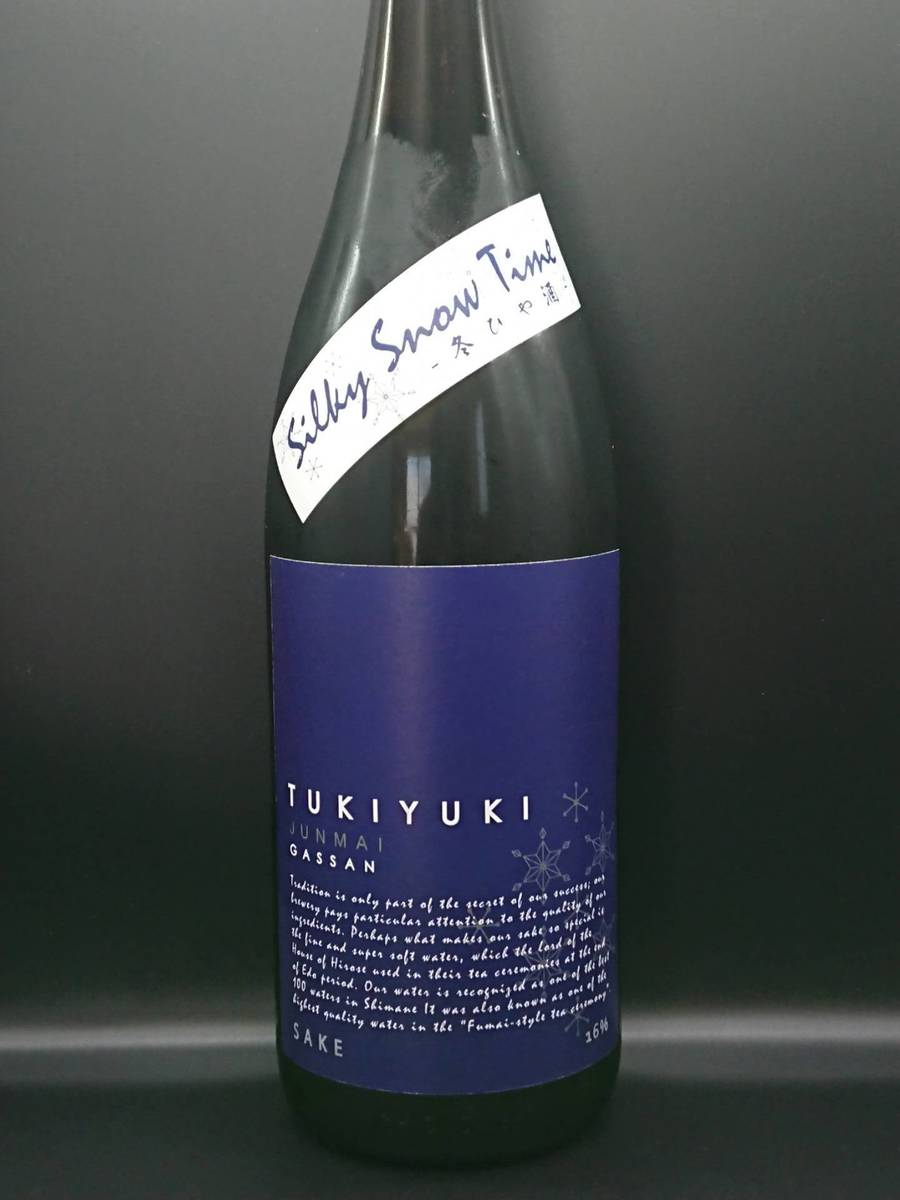 Silky Snow Time
-冬ひや酒-
TUKIYUKI
JUNMAI
GASSAN
Tradition is only part of the secret of our success; our
brewery pays particular attention to the quality of our
ingredients. Perhaps what makes our sake so special is
the fine and super soft water, which the lord of the
House of Hirose used in their tea ceremonies at the end
of Edo period. Our water is recognized as one of the best
100 waters in Shimane It was also known as one of the
highest quality water in the "Fumai-style tea ceremony"
SAKE
16%